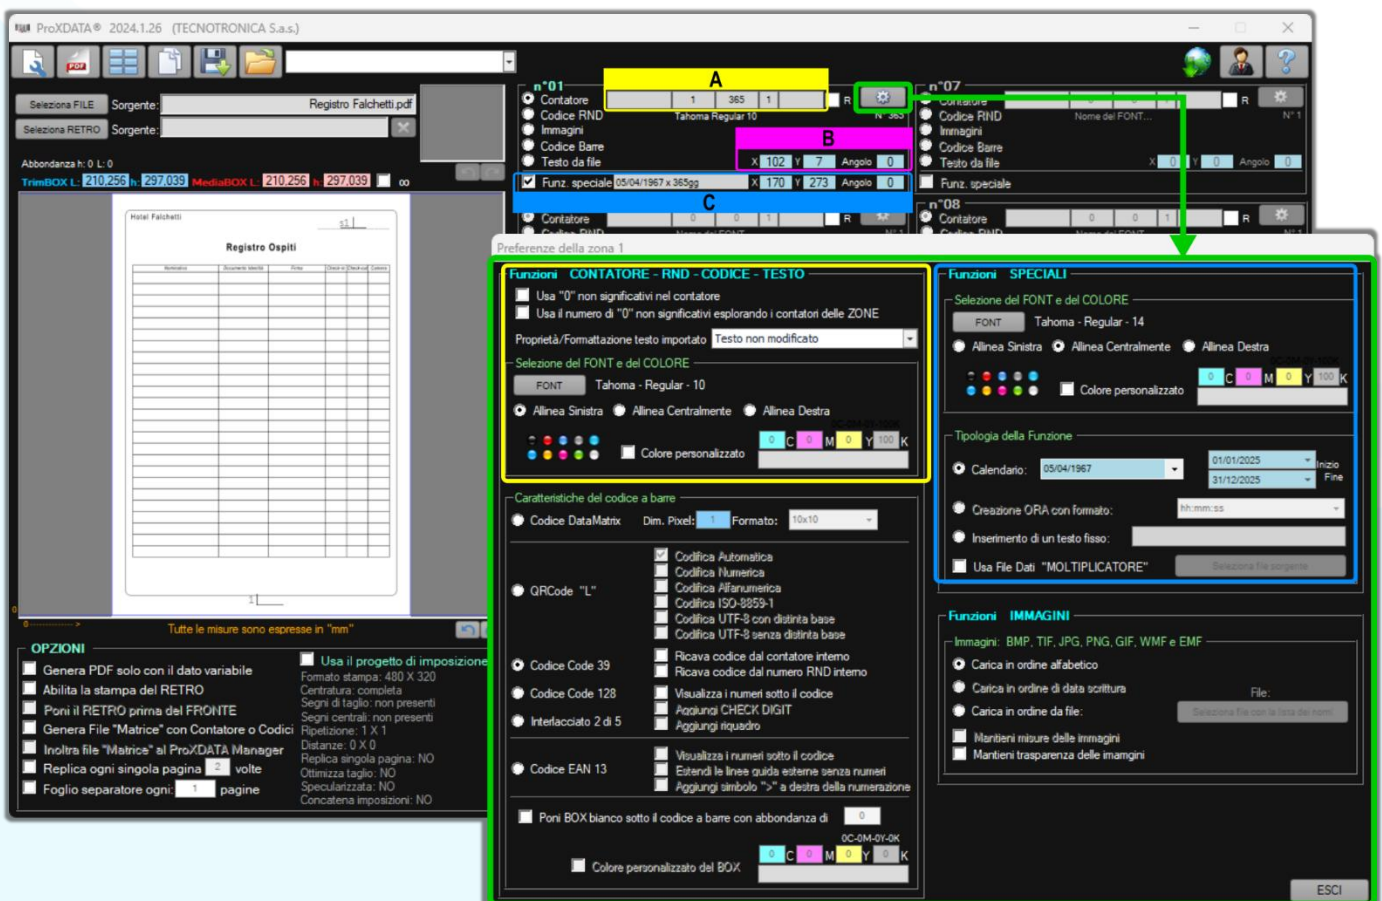 ProXDATA® 2024.1.26 (TECNOTRONICA S.a.s.)
Seleziona FILE Sorgente: Registro Falchetti.pdf
Seleziona RETRO Sorgente:
Abbondanza h: 0 L: 0
TrimBOX L: 210,256 h: 297,039 MediaBOX L: 210,256 h: 297,039 ∞
Hotel Falchetti
s1
Registro Ospiti
Nominativo Documento Identità Firma Check-in Check-out Camera
1
0
0 ------------- >
Tutte le misure sono espresse in "mm"
OPZIONI
Genera PDF solo con il dato variabile
Abilita la stampa del RETRO
Poni il RETRO prima del FRONTE
Genera File "Matrice" con Contatore o Codici
Inoltra file "Matrice" al ProXDATA Manager
Replica ogni singola pagina 2 volte
Foglio separatore ogni: 1 pagine
Usa il progetto di imposizione
Formato stampa: 480 X 320
Centratura: completa
Segni di taglio: non presenti
Segni centrali: non presenti
Ripetizione: 1 X 1
Distanze: 0 X 0
Replica singola pagina: NO
Ottimizza taglio: NO
Specularizzata: NO
Concatena imposizioni: NO
A
n°01
Contatore 1 365 1 R
Codice RND Tahoma Regular 10 N° 365
Immagini
B
Codice Barre
Testo da file X 102 Y 7 Angolo 0
Funz. speciale 05/04/1967 x 365gg X 170 Y 273 Angolo 0
C
Contatore 0 0 1 R
n°07
Contatore 0 0 1 R
Codice RND Nome del FONT... N° 1
Immagini
Codice Barre
Testo da file X 0 Y 0 Angolo 0
Funz. speciale
n°08
Contatore 0 0 1 R
Preferenze della zona 1
Funzioni CONTATORE - RND - CODICE - TESTO
Usa "0" non significativi nel contatore
Usa il numero di "0" non significativi esplorando i contatori delle ZONE
Proprietà/Formattazione testo importato Testo non modificato
Selezione del FONT e del COLORE
FONT Tahoma - Regular - 10
Allinea Sinistra Allinea Centralmente Allinea Destra
0C-0M-0Y-100K
Colore personalizzato 0 C 0 M 0 Y 100 K
Caratteristiche del codice a barre
Codice DataMatrix Dim. Pixel: 1 Formato: 10x10
QRCode "L"
Codifica Automatica
Codifica Numerica
Codifica Alfanumerica
Codifica ISO-8859-1
Codifica UTF-8 con distinta base
Codifica UTF-8 senza distinta base
Codice Code 39
Ricava codice dal contatore interno
Ricava codice dal numero RND interno
Codice Code 128
Visualizza i numeri sotto il codice
Aggiungi CHECK DIGIT
Interlacciato 2 di 5
Aggiungi riquadro
Codice EAN 13
Visualizza i numeri sotto il codice
Estendi le linee guida esterne senza numeri
Aggiungi simbolo ">" a destra della numerazione
Poni BOX bianco sotto il codice a barre con abbondanza di 0
0C-0M-0Y-0K
Colore personalizzato del BOX 0 C 0 M 0 Y 0 K
Funzioni SPECIALI
Selezione del FONT e del COLORE
FONT Tahoma - Regular - 14
Allinea Sinistra Allinea Centralmente Allinea Destra
0C-0M-0Y-100K
Colore personalizzato 0 C 0 M 0 Y 100 K
Tipologia della Funzione
Calendario: 05/04/1967 01/01/2025 Inizio
31/12/2025 Fine
Creazione ORA con formato: hh:mm:ss
Inserimento di un testo fisso:
Usa File Dati "MOLTIPLICATORE" Seleziona file sorgente
Funzioni IMMAGINI
Immagini: BMP, TIF, JPG, PNG, GIF, WMF e EMF
Carica in ordine alfabetico
Carica in ordine di data scrittura File:
Carica in ordine da file: Seleziona file con la lista dei nomi
Mantieni misure delle immagini
Mantieni trasparenza delle imamgini
ESCI